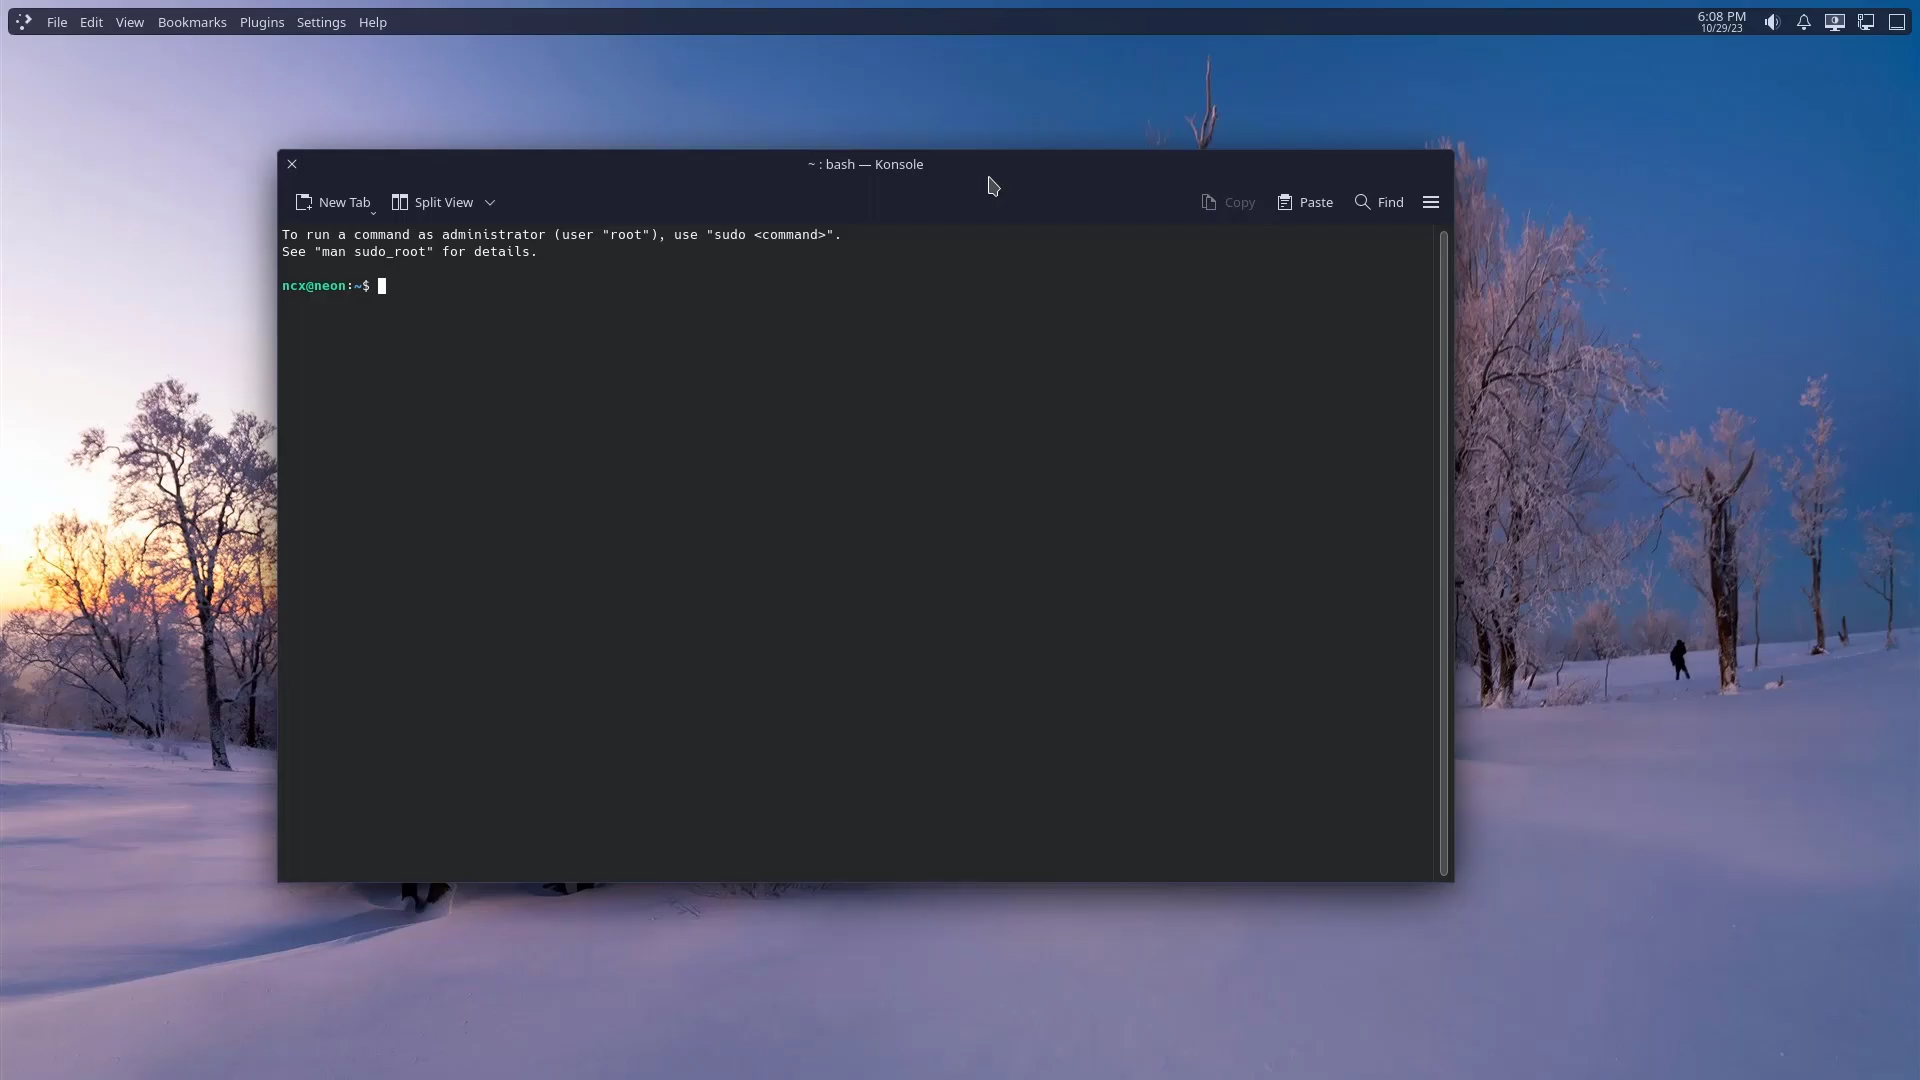 File Edit View Bookmarks Plugins Settings Help
6:08 PM
10/29/23
~ : bash — Konsole
New Tab Split View Copy Paste Find
To run a command as administrator (user "root"), use "sudo <command>".
See "man sudo_root" for details.
ncx@neon:~$